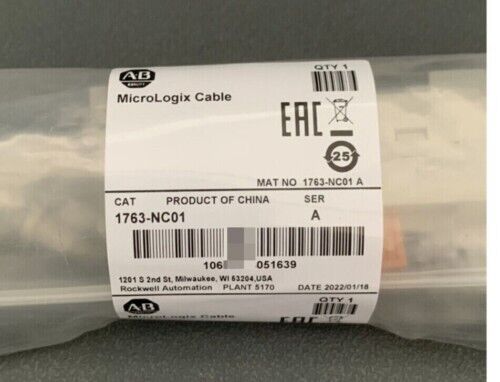 QTY 1
AB
MicroLogix Cable
EAC
25
MAT NO 1763-NC01 A
CAT PRODUCT OF CHINA SER
1763-NC01 A
106 051639
1201 S 2nd St, Milwaukee, WI 53204,USA
Rockwell Automation PLANT 5170 DATE 2022/01/18
QTY 1
AB
MicroLogix Cable
EAC